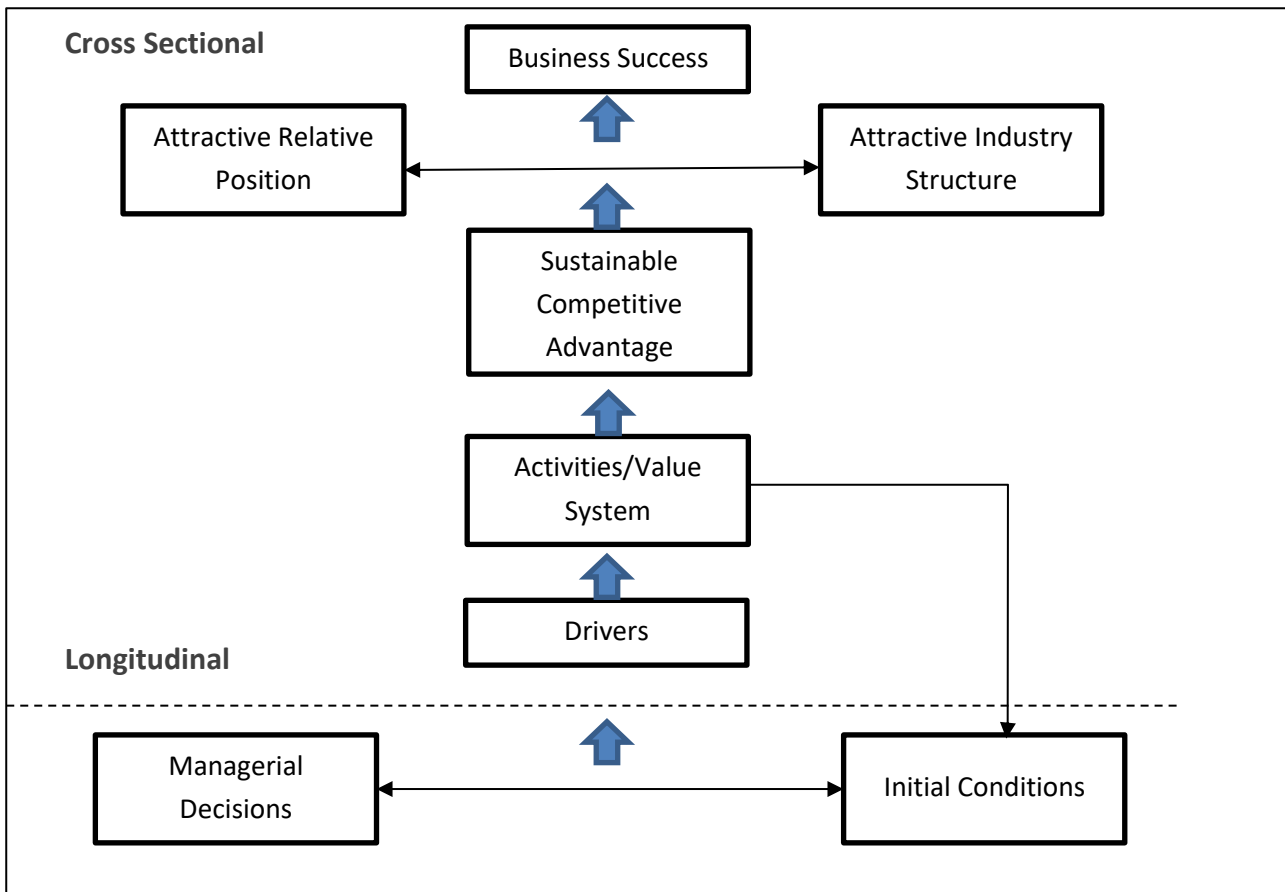 Cross Sectional
Business Success
Attractive Relative
Position
Attractive Industry
Structure
Sustainable
Competitive
Advantage
Activities/Value
System
Drivers
Longitudinal
Managerial
Decisions
Initial Conditions